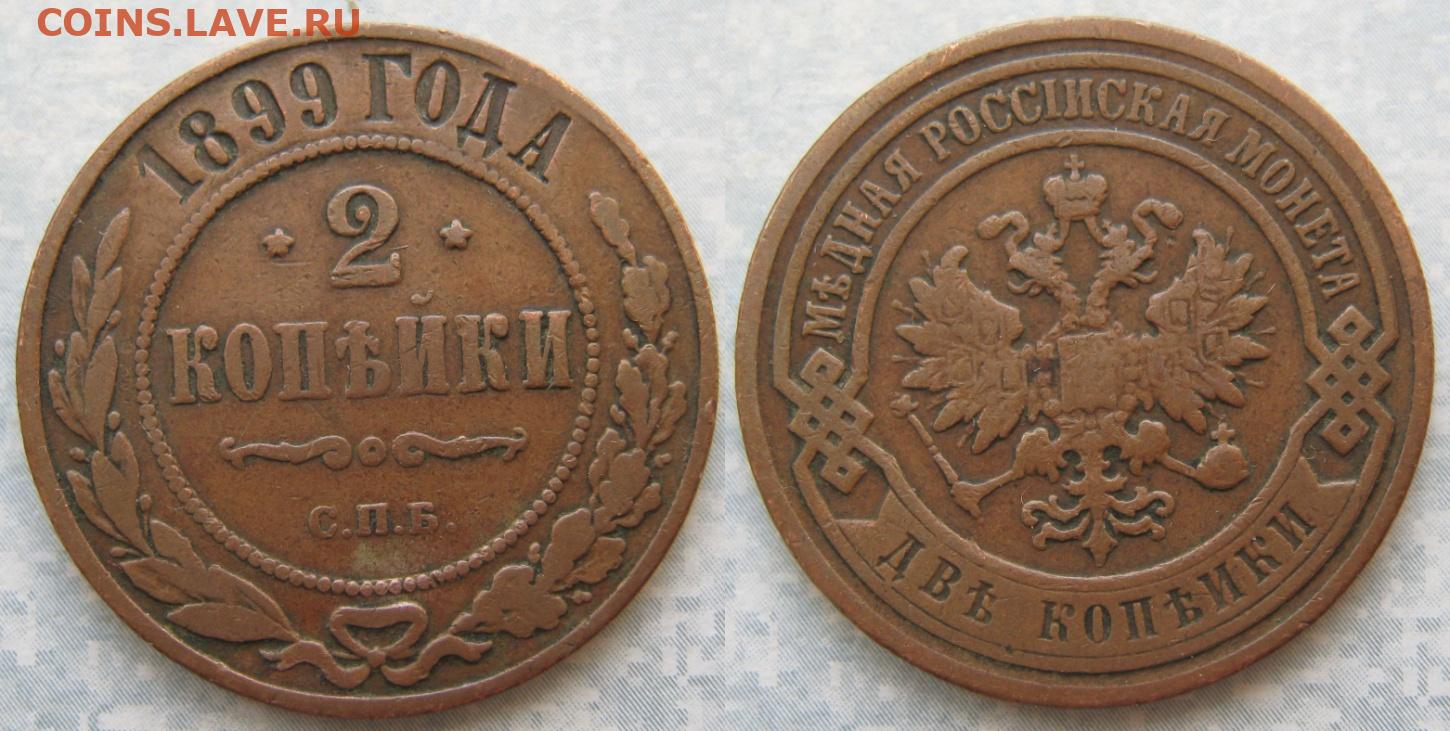 COINS.LAVE.RU
1899 ГОДА
2
КОПѢЙКИ
С.П.Б.
МѢДНАЯ РОССІЙСКАЯ МОНЕТА
ДВѢ КОПѢЙКИ